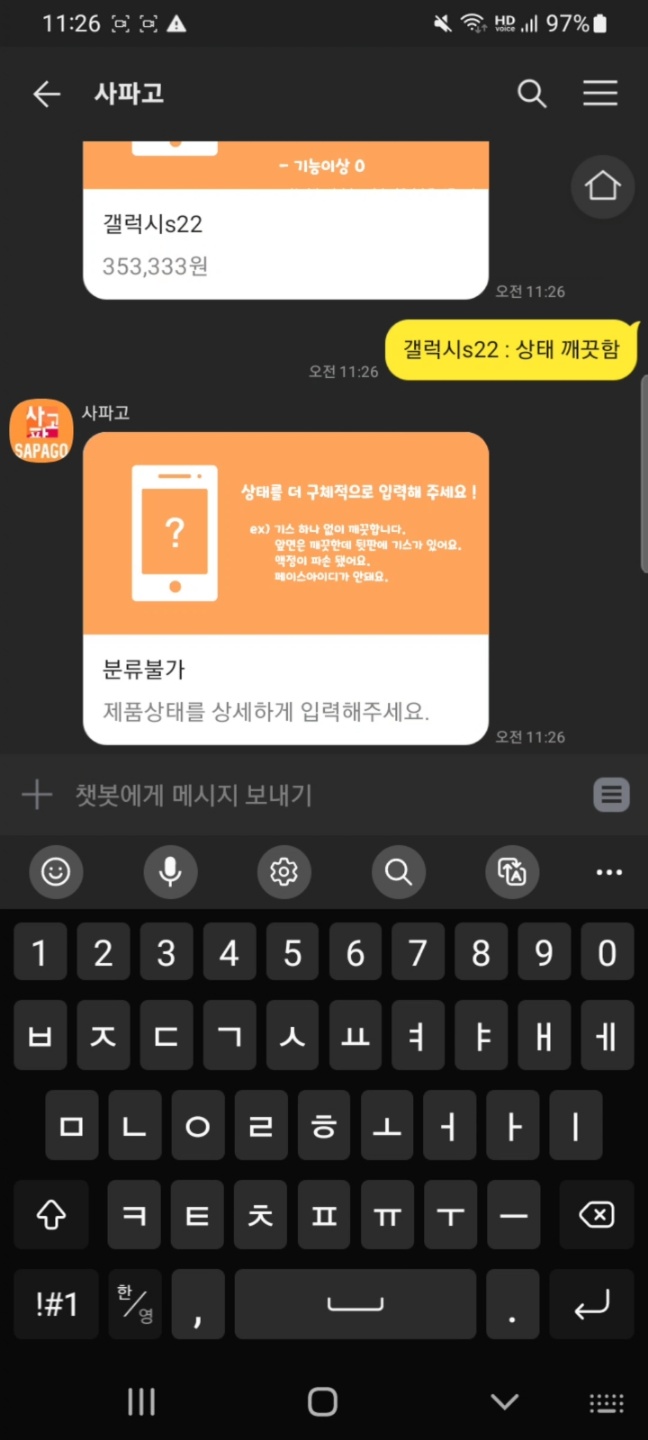 11:26
HD voice 97%
사파고
- 기능이상 0
갤럭시s22
353,333원
오전 11:26
갤럭시s22 : 상태 깨끗함
오전 11:26
사고
파
SAPAGO
사파고
상태를 더 구체적으로 입력해 주세요 !
?
ex) 기스 하나 없이 깨끗합니다.
앞면은 깨끗한데 뒷판에 기스가 있어요.
액정이 파손 됐어요.
페이스아이디가 안돼요.
분류불가
제품상태를 상세하게 입력해주세요.
오전 11:26
챗봇에게 메시지 보내기
1 2 3 4 5 6 7 8 9 0
ㅂ ㅈ ㄷ ㄱ ㅅ ㅛ ㅕ ㅑ ㅐ ㅔ
ㅁ ㄴ ㅇ ㄹ ㅎ ㅗ ㅓ ㅏ ㅣ
ㅋ ㅌ ㅊ ㅍ ㅠ ㅜ ㅡ
!#1 한/영 , .